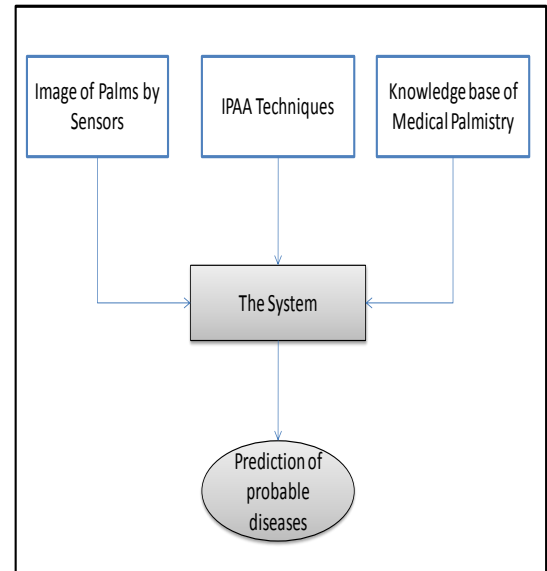 Image of Palms by
Sensors
IPAA Techniques
Knowledge base of
Medical Palmistry
The System
Prediction of
probable
diseases